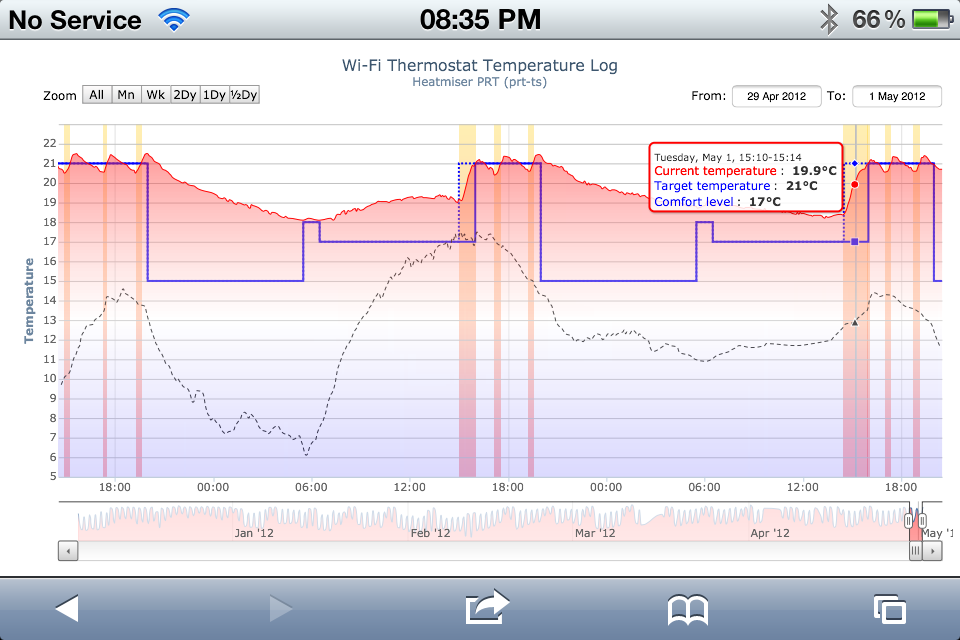 No Service 08:35 PM 66 %
Wi-Fi Thermostat Temperature Log
Heatmiser PRT (prt-ts)
Zoom All Mn Wk 2Dy 1Dy ½Dy From: 29 Apr 2012 To: 1 May 2012
22
21
20
19
18
17
16
15
14
13
12
11
10
9
8
7
6
5
Temperature
Tuesday, May 1, 15:10-15:14
Current temperature : 19.9°C
Target temperature : 21°C
Comfort level : 17°C
18:00 00:00 06:00 12:00 18:00 00:00 06:00 12:00 18:00
Jan '12 Feb '12 Mar '12 Apr '12 May '1